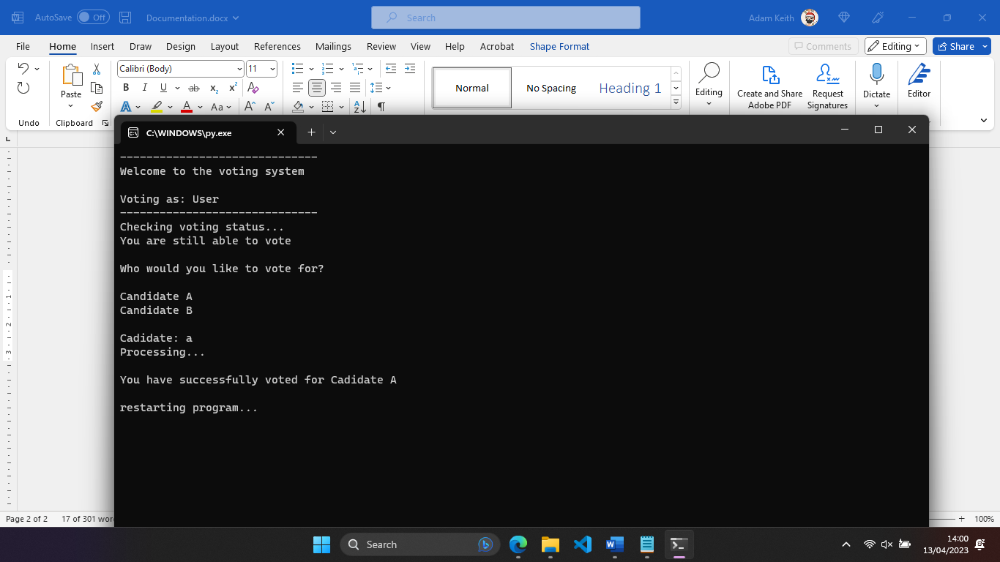 AutoSave Off Documentation.docx Search Adam Keith
File Home Insert Draw Design Layout References Mailings Review View Help Acrobat Shape Format Comments Editing Share
Calibri (Body) 11
Normal No Spacing Heading 1
Paste Editing Create and Share Adobe PDF Request Signatures Dictate Editor
Undo Clipboard
C:\WINDOWS\py.exe
------------------------------
Welcome to the voting system
Voting as: User
------------------------------
Checking voting status...
You are still able to vote
Who would you like to vote for?
Candidate A
Candidate B
Cadidate: a
Processing...
You have successfully voted for Cadidate A
restarting program...
Page 2 of 2 17 of 301 100%
Search
14:00
13/04/2023